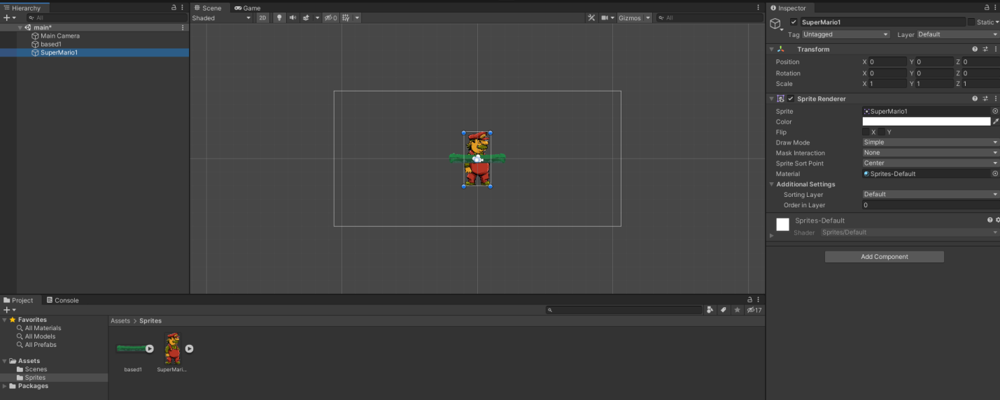 Hierarchy
All
main*
Main Camera
based1
SuperMario1
Scene
Game
Shaded
2D
0
Gizmos
All
Inspector
SuperMario1
Static
Tag Untagged Layer Default
Transform
Position X 0 Y 0 Z 0
Rotation X 0 Y 0 Z 0
Scale X 1 Y 1 Z 1
Sprite Renderer
Sprite SuperMario1
Color
Flip X Y
Draw Mode Simple
Mask Interaction None
Sprite Sort Point Center
Material Sprites-Default
Additional Settings
Sorting Layer Default
Order in Layer 0
Sprites-Default
Shader Sprites/Default
Add Component
Project
Console
17
Favorites
All Materials
All Models
All Prefabs
Assets
Scenes
Sprites
Packages
Assets > Sprites
based1
SuperMari...